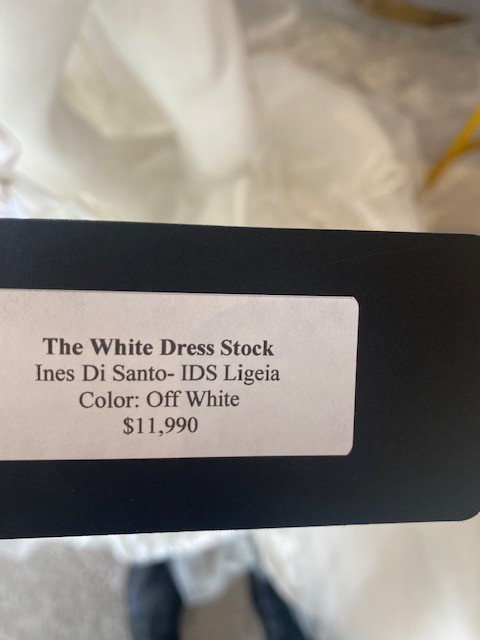 The White Dress Stock
Ines Di Santo- IDS Ligeia
Color: Off White
$11,990